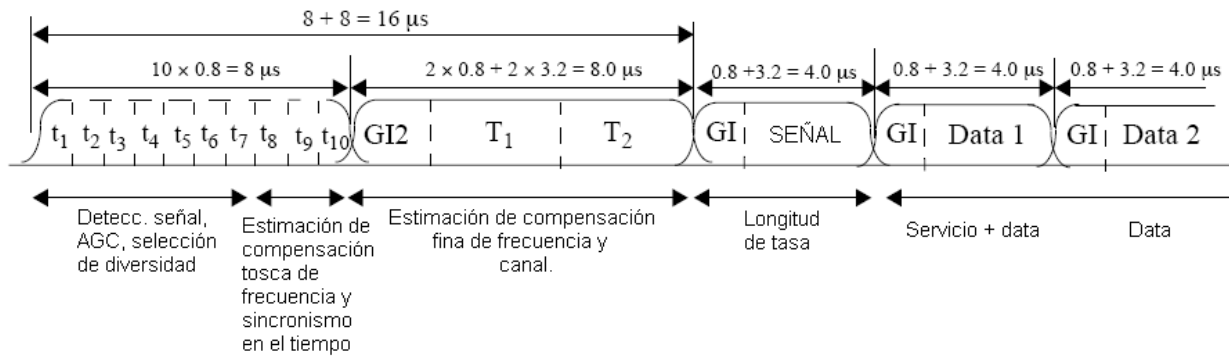 8 + 8 = 16 µs
10 × 0.8 = 8 µs
2 × 0.8 + 2 × 3.2 = 8.0 µs
0.8 +3.2 = 4.0 µs
0.8 + 3.2 = 4.0 µs
0.8 + 3.2 = 4.0 µs
t1 t2 t3 t4 t5 t6 t7 t8 t9 t10 GI2 T1 T2 GI SEÑAL GI Data 1 GI Data 2
Detecc. señal,
AGC, selección
de diversidad
Estimación de
compensación
tosca de
frecuencia y
sincronismo
en el tiempo
Estimación de compensación
fina de frecuencia y
canal.
Longitud
de tasa
Servicio + data
Data